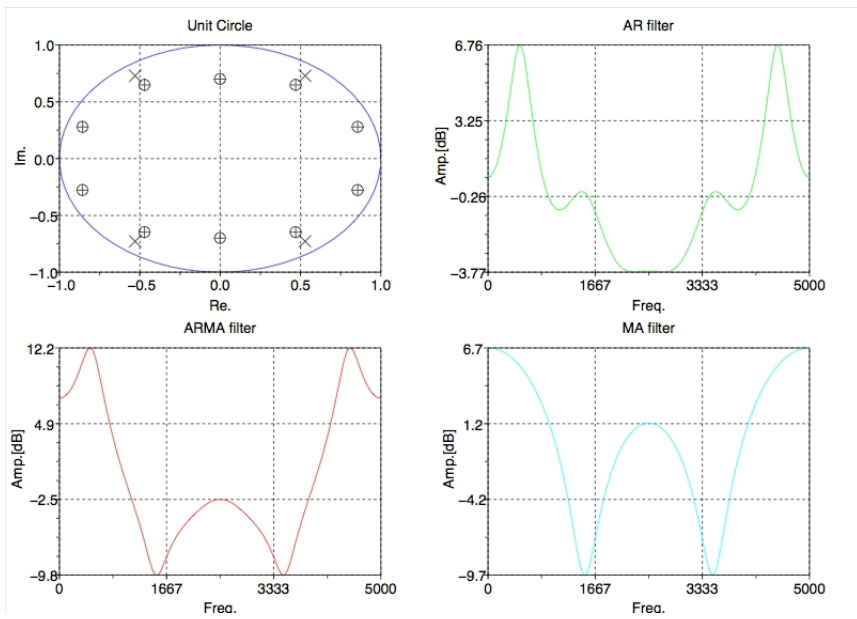 Unit Circle
1.0
0.5
0.0
−0.5
−1.0
Im.
−1.0 −0.5 0.0 0.5 1.0
Re.
AR filter
6.76
3.25
−0.26
−3.77
Amp.[dB]
0 1667 3333 5000
Freq.
ARMA filter
12.2
4.9
−2.5
−9.8
Amp.[dB]
0 1667 3333 5000
Freq.
MA filter
6.7
1.2
−4.2
−9.7
Amp.[dB]
0 1667 3333 5000
Freq.